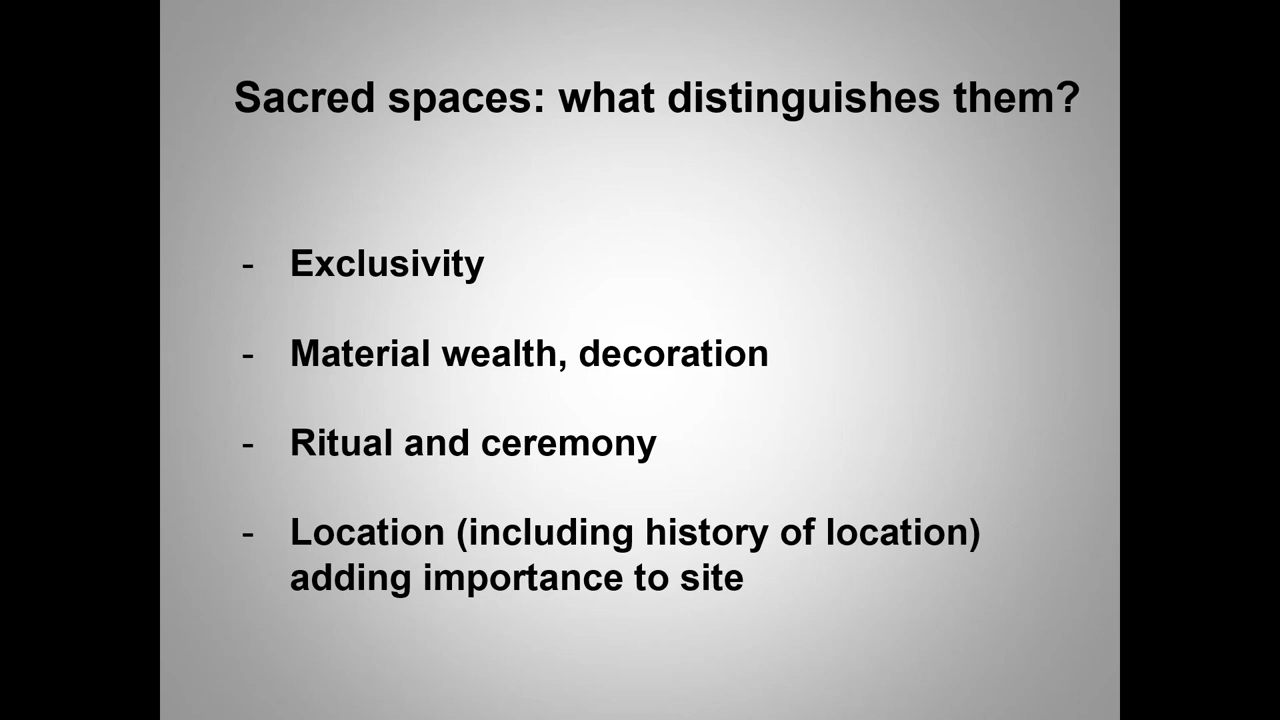 Sacred spaces: what distinguishes them?
- Exclusivity
- Material wealth, decoration
- Ritual and ceremony
- Location (including history of location)
adding importance to site